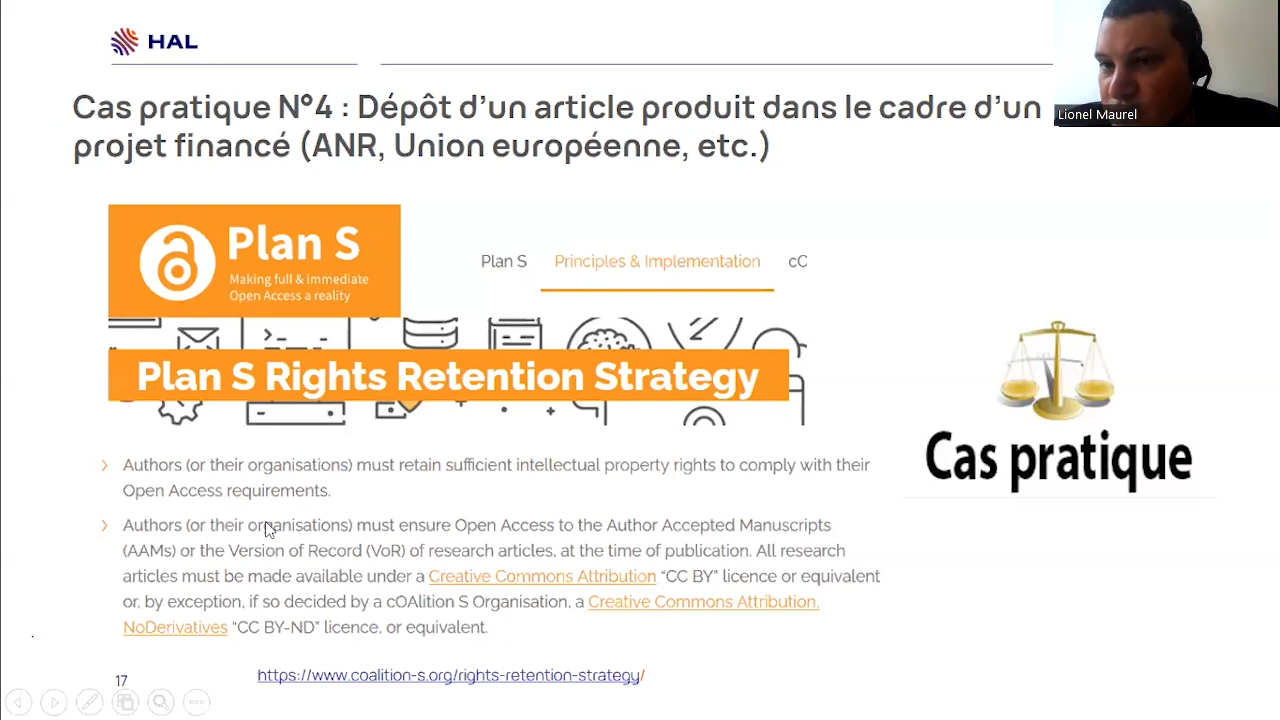 HAL
Lionel Maurel
Cas pratique N°4 : Dépôt d’un article produit dans le cadre d’un
projet financé (ANR, Union européenne, etc.)
Plan S
Making full & immediate
Open Access a reality
Plan S Principles & Implementation cO
Plan S Rights Retention Strategy
Authors (or their organisations) must retain sufficient intellectual property rights to comply with their
Open Access requirements.
Authors (or their organisations) must ensure Open Access to the Author Accepted Manuscripts
(AAMs) or the Version of Record (VoR) of research articles, at the time of publication. All research
articles must be made available under a Creative Commons Attribution “CC BY” licence or equivalent
or, by exception, if so decided by a cOAlition S Organisation, a Creative Commons Attribution,
NoDerivatives “CC BY-ND” licence, or equivalent.
Cas pratique
17
https://www.coalition-s.org/rights-retention-strategy/